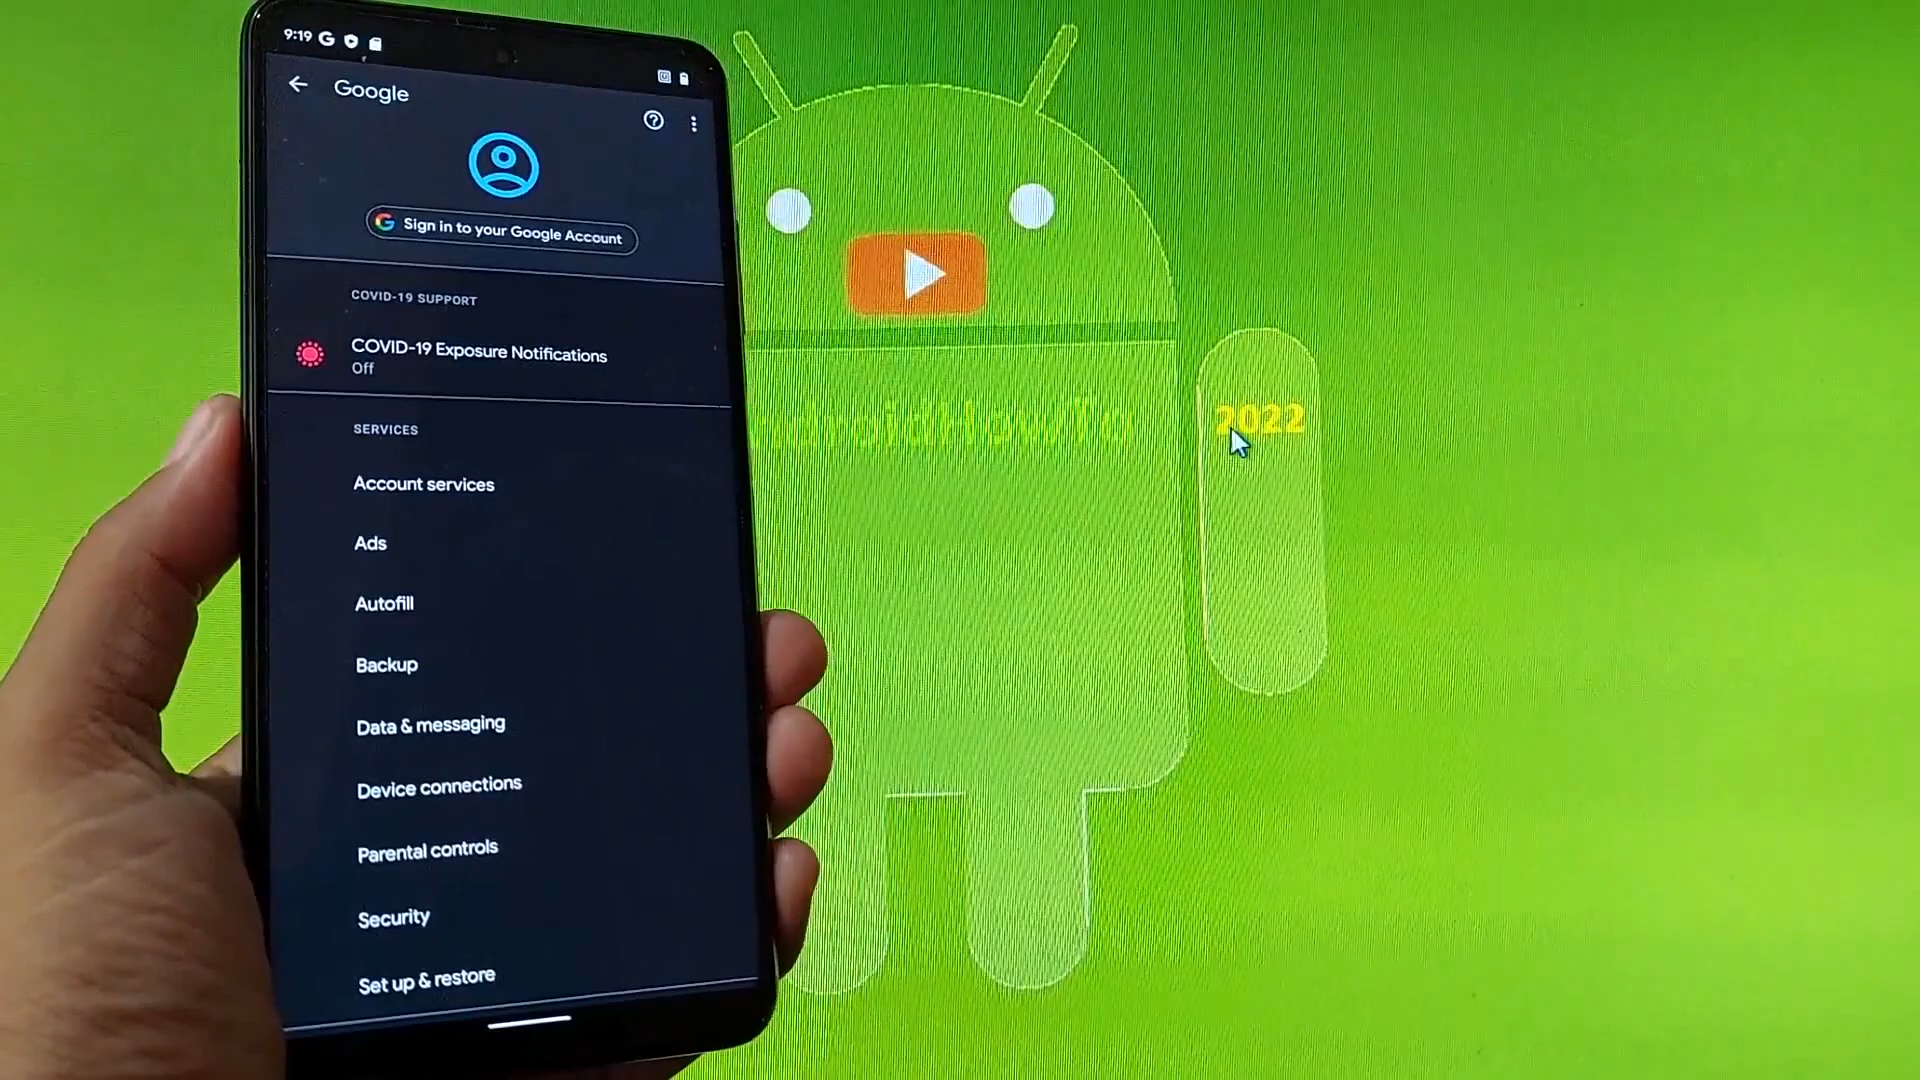 9:19
Google
Sign in to your Google Account
COVID-19 SUPPORT
COVID-19 Exposure Notifications
Off
SERVICES
Account services
Ads
Autofill
Backup
Data & messaging
Device connections
Parental controls
Security
Set up & restore
ndroidHowTo
2022